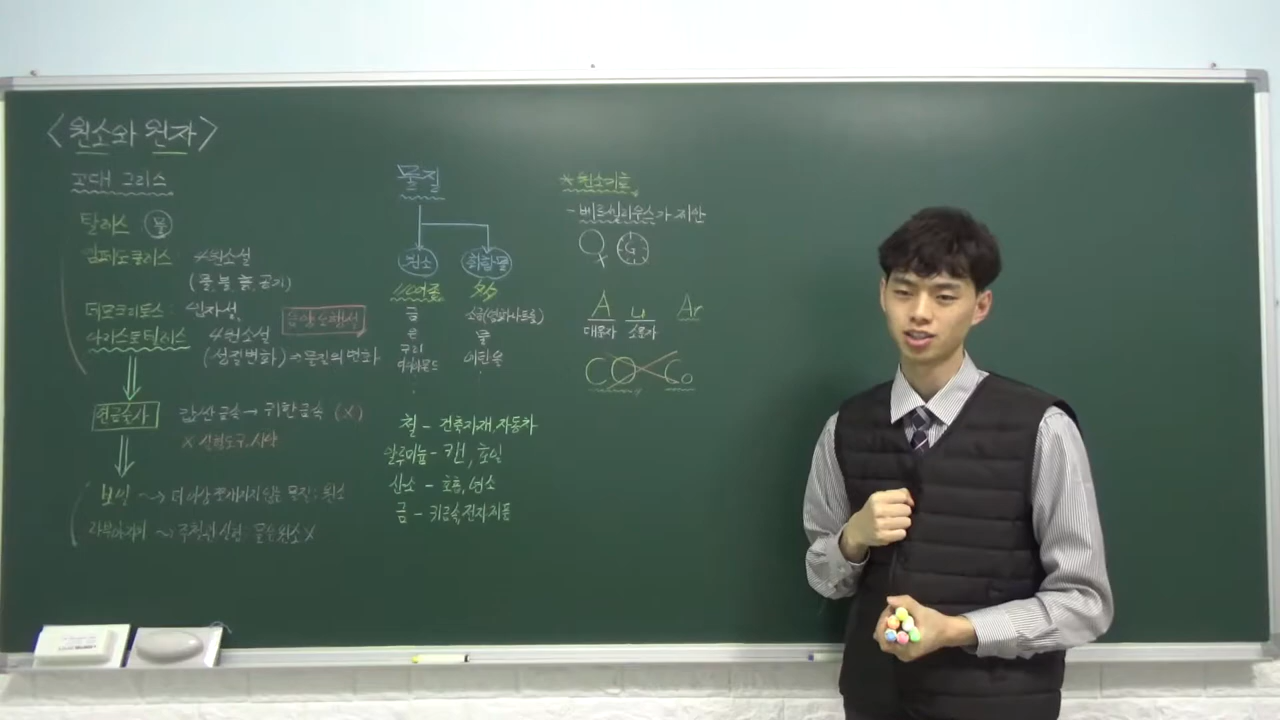 <원소와 원자>
고대 그리스
탈레스 물
엠페도클레스 4원소설
(물, 불, 흙, 공기)
데모크리토스: 입자설,
아리스토텔레스 4원소설
(성질변화) ⇒ 물질의 변화
음양오행설
연금술사 값싼금속 → 귀한금속 (X)
X 실험도구, 시약
보일 ~> 더이상 쪼개지지 않는 물질: 원소
라부아지에 ~> 주철관실험: 물은원소X
물질
원소 화합물
금 소금(염화나트륨)
은 물
구리
다이아몬드
철 - 건축자재, 자동차
알루미늄 - 캔, 호일
산소 - 호흡, 연소
금 - 귀금속, 전자제품
* 원소기호
- 베르셀리우스가 제안
G
A u Ar
대문자 소문자
CO Co